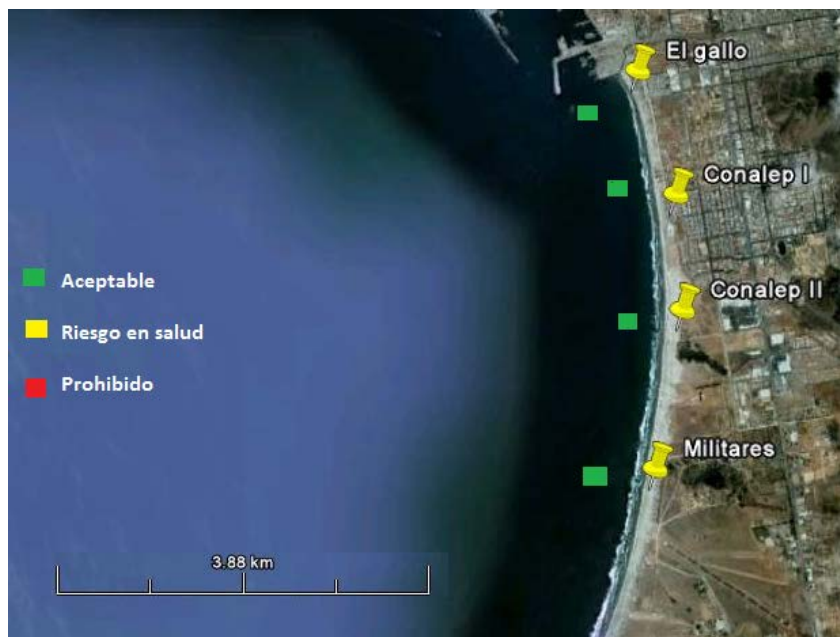 El gallo
Conalep I
Conalep II
Militares
Aceptable
Riesgo en salud
Prohibido
3.88 km